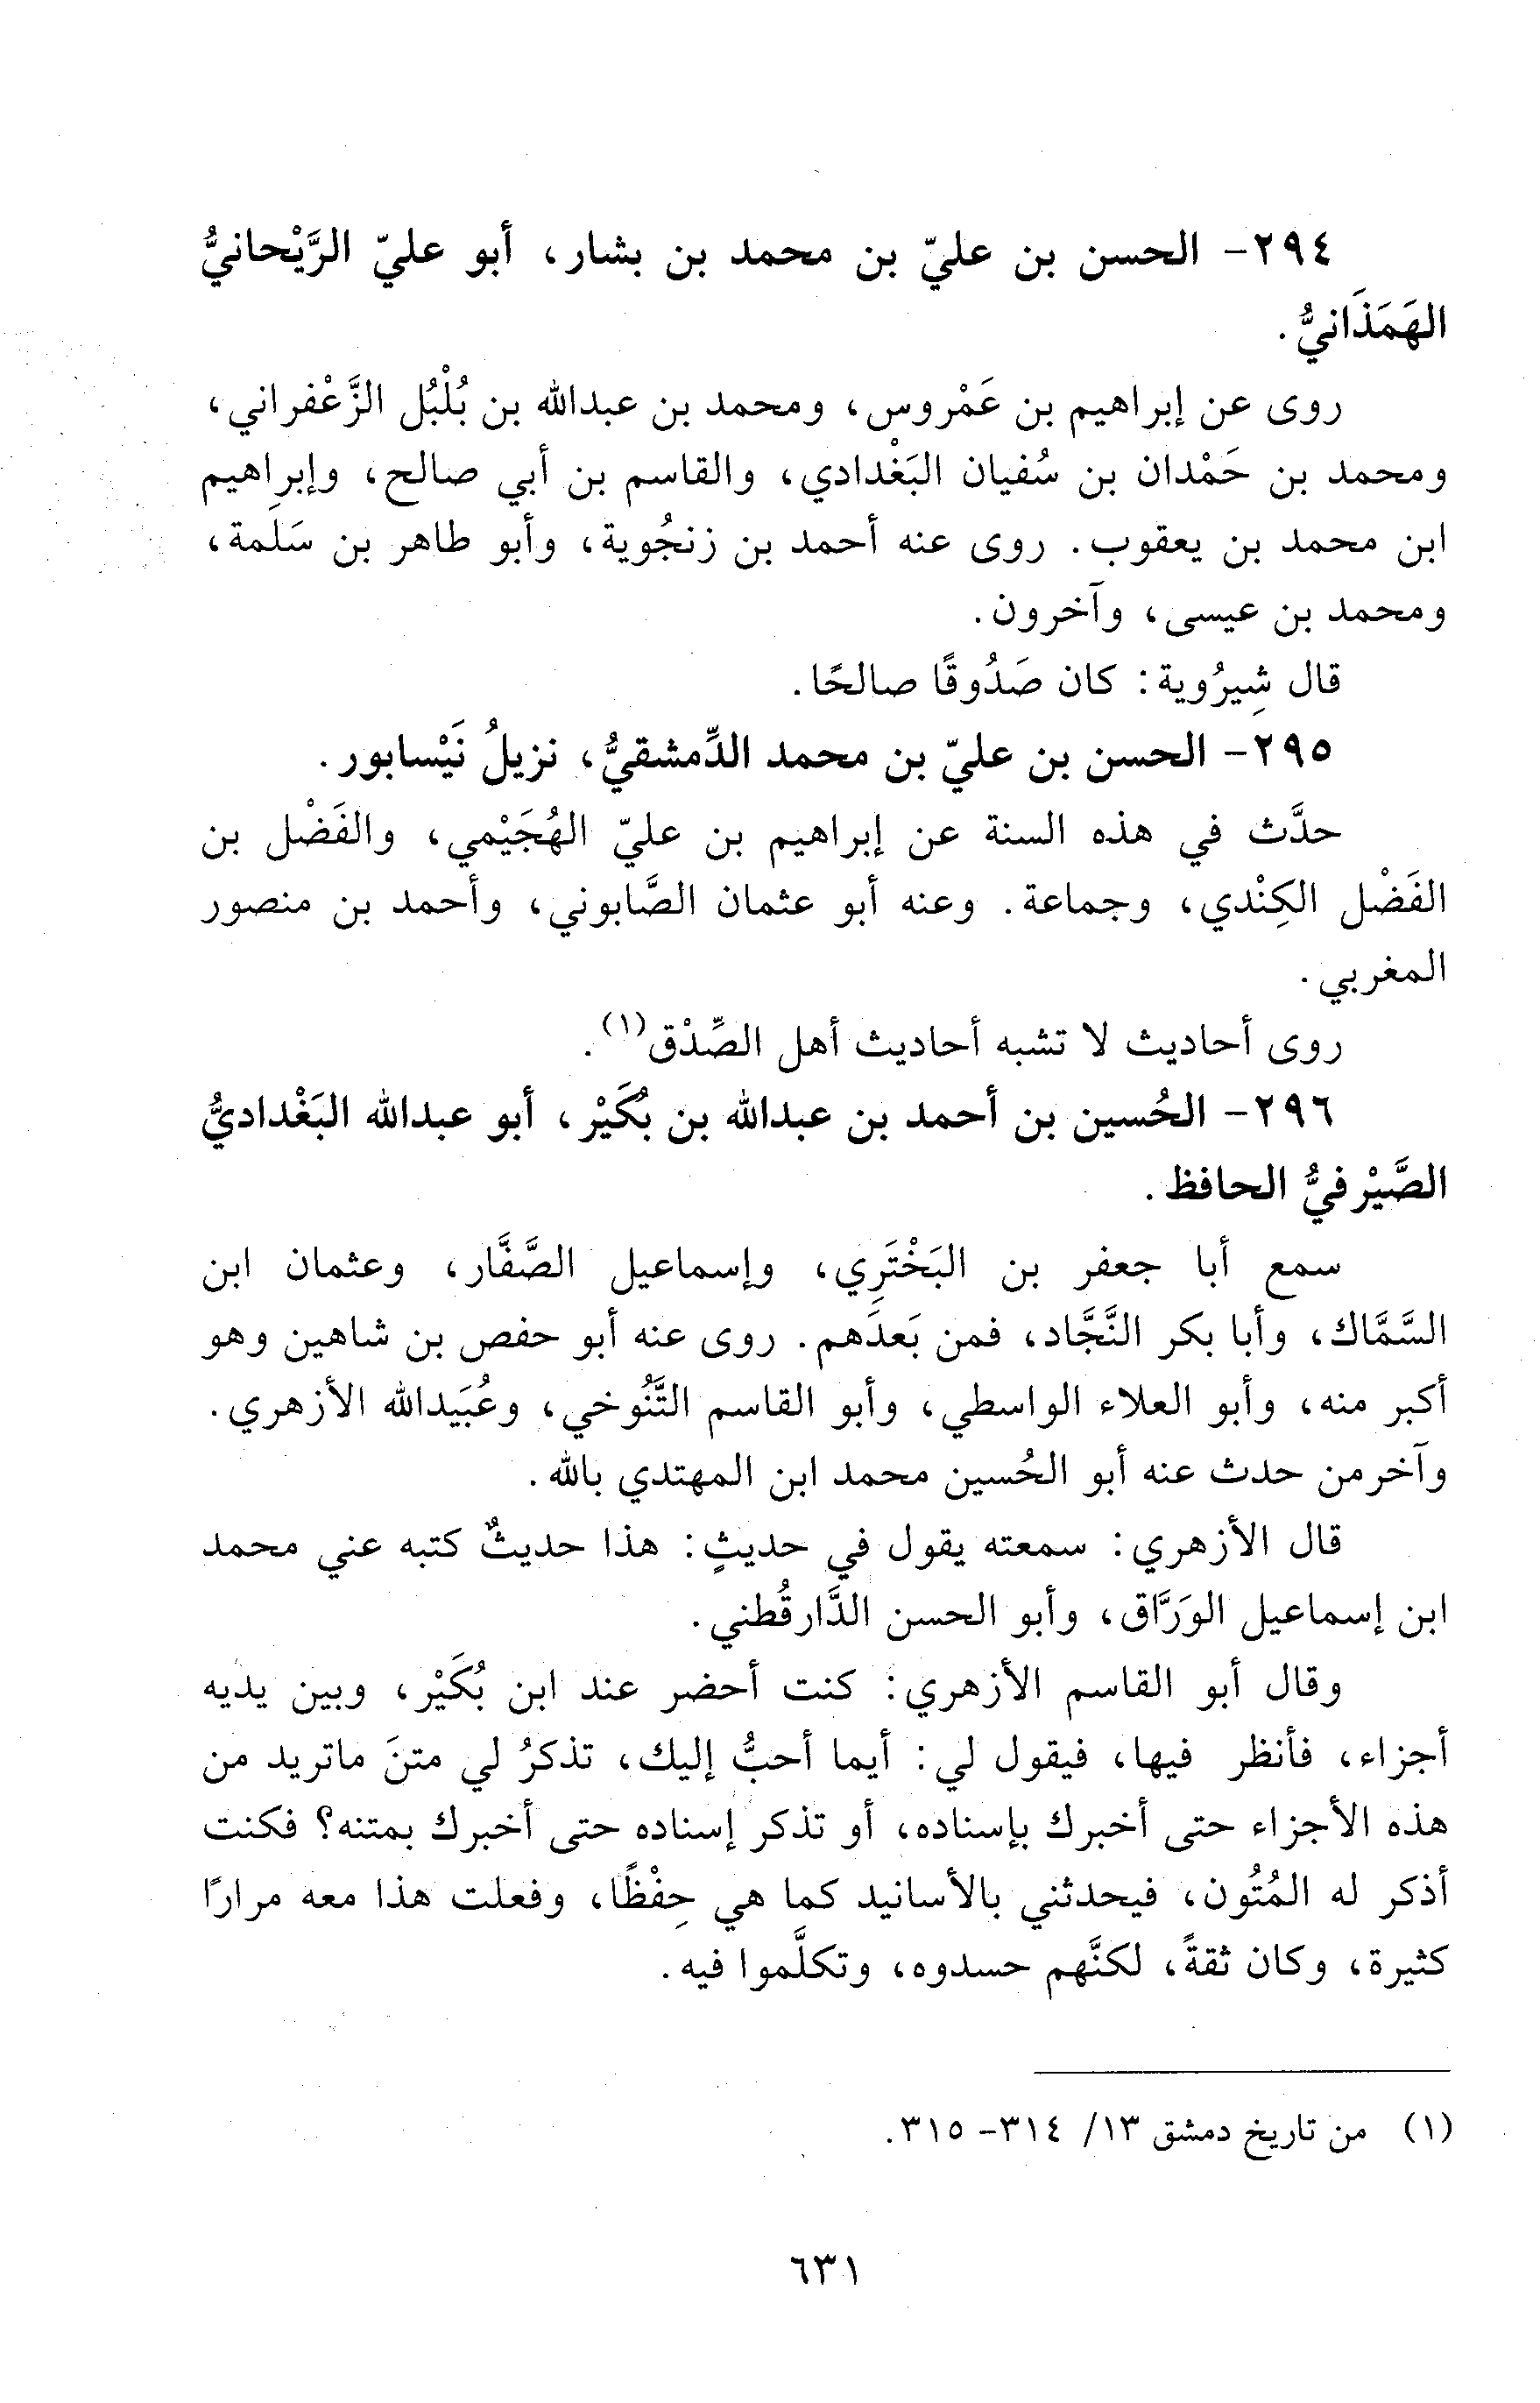 ٢٩٤- الحسن بن عليّ بن محمد بن بشار، أبو عليّ الرَّيْحانيُّ
الهَمَذَانيُّ.
روى عن إبراهيم بن عَمْروس، ومحمد بن عبدالله بن بُلْبُل الزَّعْفراني،
ومحمد بن حَمْدان بن سُفيان البَغْدادي، والقاسم بن أبي صالح، وإبراهيم
ابن محمد بن يعقوب. روى عنه أحمد بن زنجُوية، وأبو طاهر بن سَلَمة،
ومحمد بن عيسى، وآخرون.
قال شِيرُوية: كان صَدُوقًا صالحًا.
٢٩٥- الحسن بن عليّ بن محمد الدِّمشقيُّ، نزيلُ نَيْسابور.
حدَّث في هذه السنة عن إبراهيم بن عليّ الهُجَيْمي، والفَضْل بن
الفَضْل الكِنْدي، وجماعة. وعنه أبو عثمان الصَّابوني، وأحمد بن منصور
المغربي.
روى أحاديث لا تشبه أحاديث أهل الصِّدْق(١).
٢٩٦- الحُسين بن أحمد بن عبدالله بن بُكَيْر، أبو عبدالله البَغْداديُّ
الصَّيْرفيُّ الحافظ.
سمع أبا جعفر بن البَخْتَرِي، وإسماعيل الصَّفَّار، وعثمان ابن
السَّمَّاك، وأبا بكر النَّجَّاد، فمن بَعدَهم. روى عنه أبو حفص بن شاهين وهو
أكبر منه، وأبو العلاء الواسطي، وأبو القاسم التَّنُوخي، وعُبَيدالله الأزهري.
وآخرمن حدث عنه أبو الحُسين محمد ابن المهتدي بالله.
قال الأزهري: سمعته يقول في حديثٍ: هذا حديثٌ كتبه عني محمد
ابن إسماعيل الورَّاق، وأبو الحسن الدَّارقُطني.
وقال أبو القاسم الأزهري: كنت أحضر عند ابن بُكَيْر، وبين يديه
أجزاء، فأنظر فيها، فيقول لي: أيما أحبُّ إليك، تذكرُ لي متنَ ماتريد من
هذه الأجزاء حتى أخبرك بإسناده، أو تذكر إسناده حتى أخبرك بمتنه؟ فكنت
أذكر له المُتُون، فيحدثني بالأسانيد كما هي حِفْظًا، وفعلت هذا معه مرارًا
كثيرة، وكان ثقةً، لكنَّهم حسدوه، وتكلَّموا فيه.
(١) من تاريخ دمشق ١٣/ ٣١٤- ٣١٥.
٦٣١